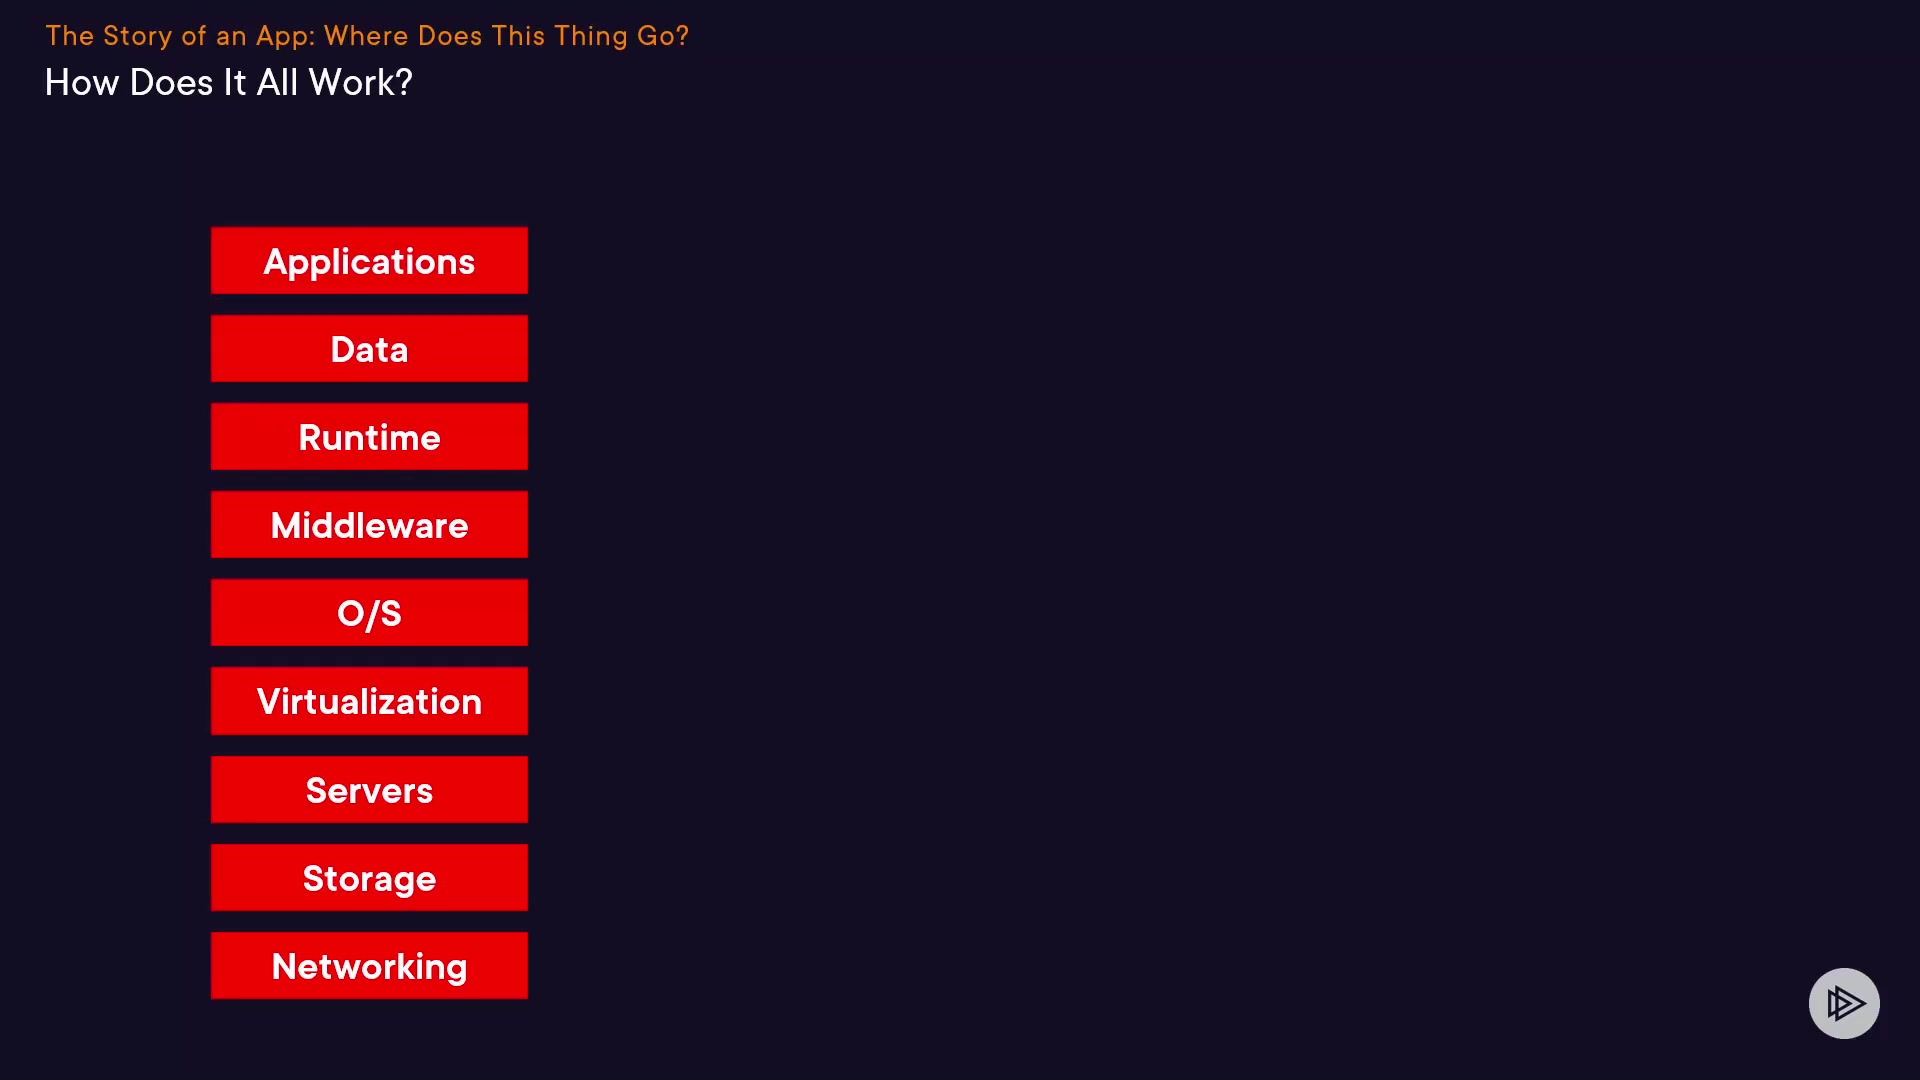 The Story of an App: Where Does This Thing Go?
How Does It All Work?
Applications
Data
Runtime
Middleware
O/S
Virtualization
Servers
Storage
Networking